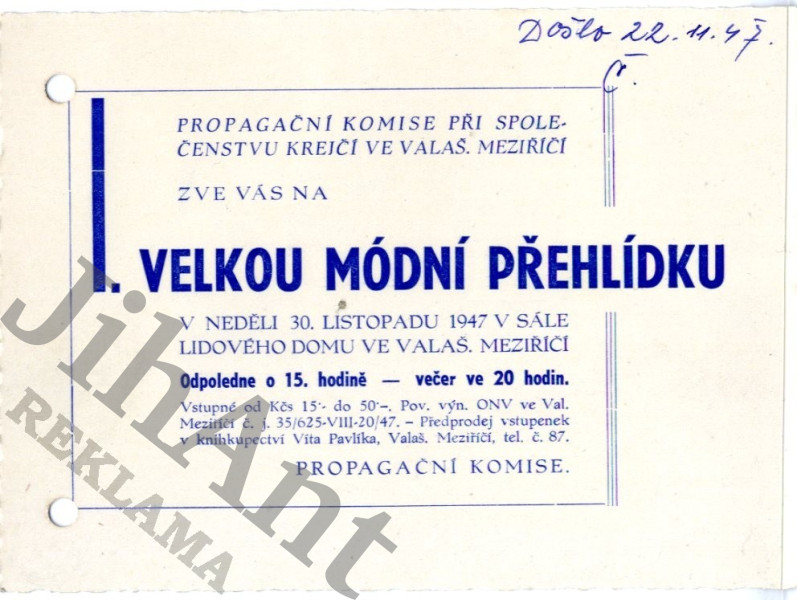 Došlo 22.11.47.
Č.
PROPAGAČNÍ KOMISE PŘI SPOLE-
ČENSTVU KREJČÍ VE VALAŠ. MEZIŘÍČÍ
ZVE VÁS NA
I. VELKOU MÓDNÍ PŘEHLÍDKU
V NEDĚLI 30. LISTOPADU 1947 V SÁLE
LIDOVÉHO DOMU VE VALAŠ. MEZIŘÍČÍ
Odpoledne o 15. hodině — večer ve 20 hodin.
Vstupné od Kčs 15·- do 50·-. Pov. výn. ONV ve Val.
Meziříčí č. j. 35/625-VIII-20/47. – Předprodej vstupenek
v knihkupectví Víta Pavlíka, Valaš. Meziříčí, tel. č. 87.
PROPAGAČNÍ KOMISE.
JihAnt
REKLAMA